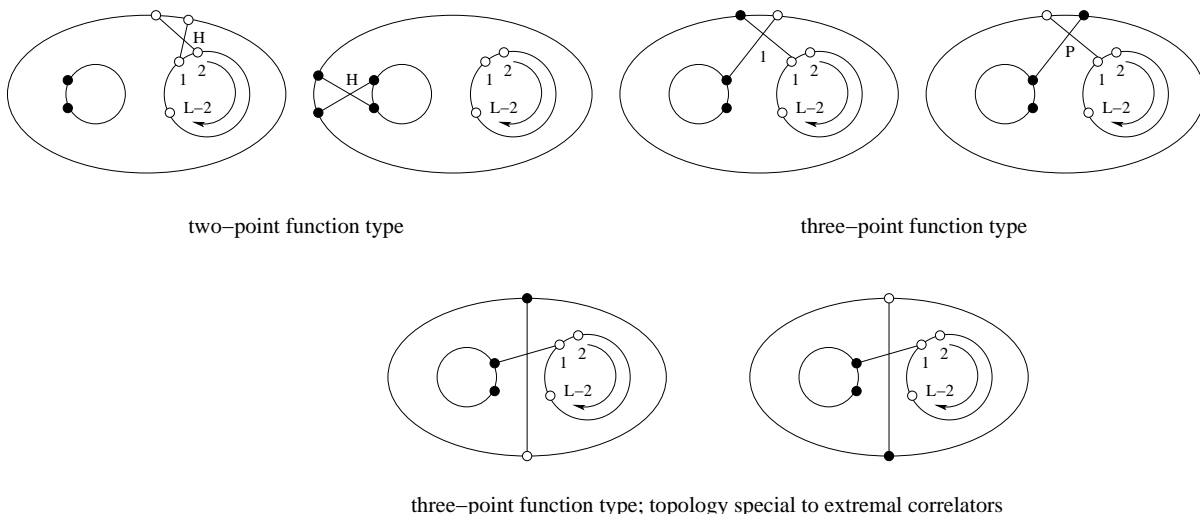 H
1
2
L−2
H
1
2
L−2
1
1
2
L−2
P
1
2
L−2
two−point function type
three−point function type
1
2
L−2
1
2
L−2
three−point function type; topology special to extremal correlators